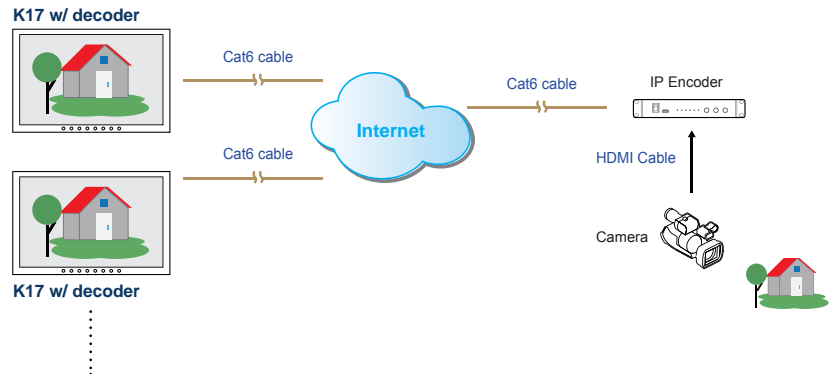 K17 w/ decoder
Cat6 cable
Cat6 cable
IP Encoder
Internet
Cat6 cable
HDMI Cable
Camera
K17 w/ decoder